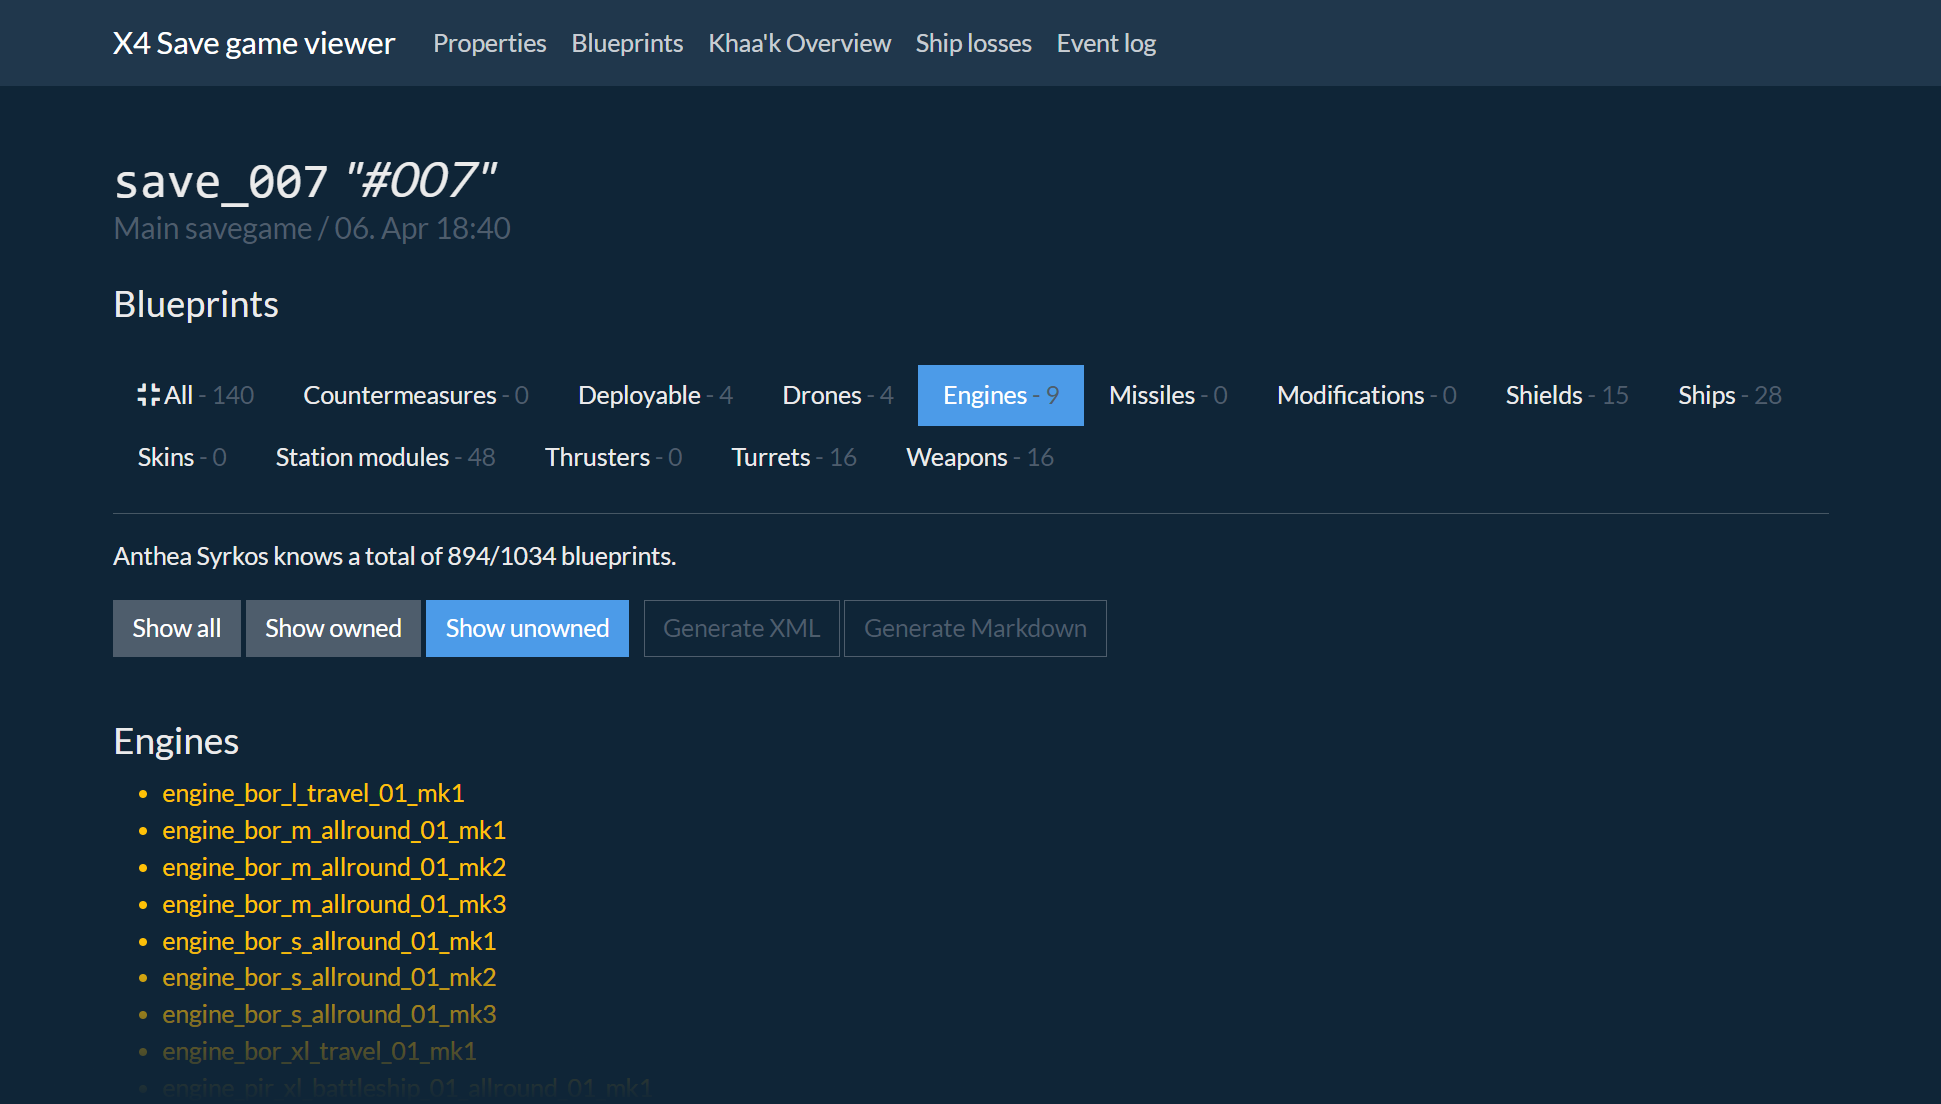 X4 Save game viewer Properties Blueprints Khaa'k Overview Ship losses Event log
save_007 "#007"
Main savegame / 06. Apr 18:40
Blueprints
All - 140 Countermeasures - 0 Deployable - 4 Drones - 4 Engines - 9 Missiles - 0 Modifications - 0 Shields - 15 Ships - 28
Skins - 0 Station modules - 48 Thrusters - 0 Turrets - 16 Weapons - 16
Anthea Syrkos knows a total of 894/1034 blueprints.
Show all Show owned Show unowned Generate XML Generate Markdown
Engines
• engine_bor_l_travel_01_mk1
• engine_bor_m_allround_01_mk1
• engine_bor_m_allround_01_mk2
• engine_bor_m_allround_01_mk3
• engine_bor_s_allround_01_mk1
• engine_bor_s_allround_01_mk2
• engine_bor_s_allround_01_mk3
• engine_bor_xl_travel_01_mk1
• engine_pir_xl_battleship_01_allround_01_mk1